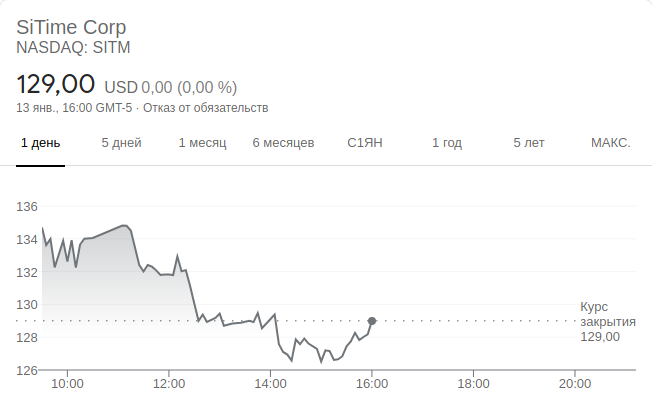 SiTime Corp
NASDAQ: SITM
129,00 USD 0,00 (0,00 %)
13 янв., 16:00 GMT-5 · Отказ от обязательств
1 день 5 дней 1 месяц 6 месяцев С1ЯН 1 год 5 лет МАКС.
136
134
132
130
128
126
Курс
закрытия
129,00
10:00 12:00 14:00 16:00 18:00 20:00